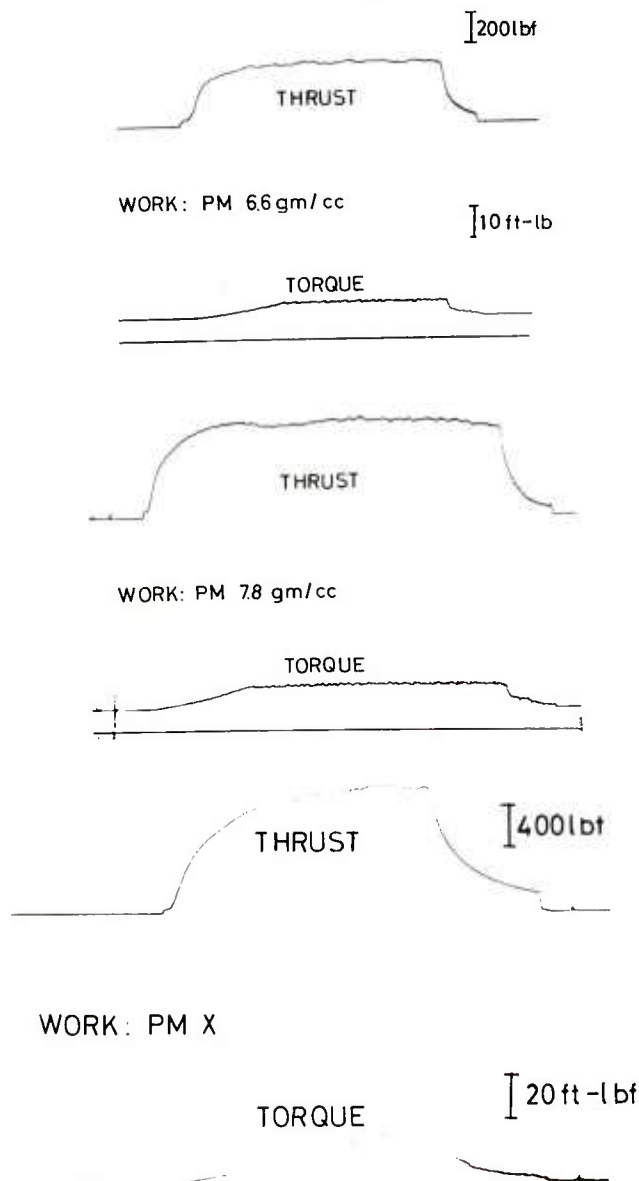 200lbf
THRUST
WORK: PM 6.6 gm/cc
10 ft-lb
TORQUE
THRUST
WORK: PM 7.8 gm/cc
TORQUE
400lbf
THRUST
WORK: PM X
20 ft-lbf
TORQUE